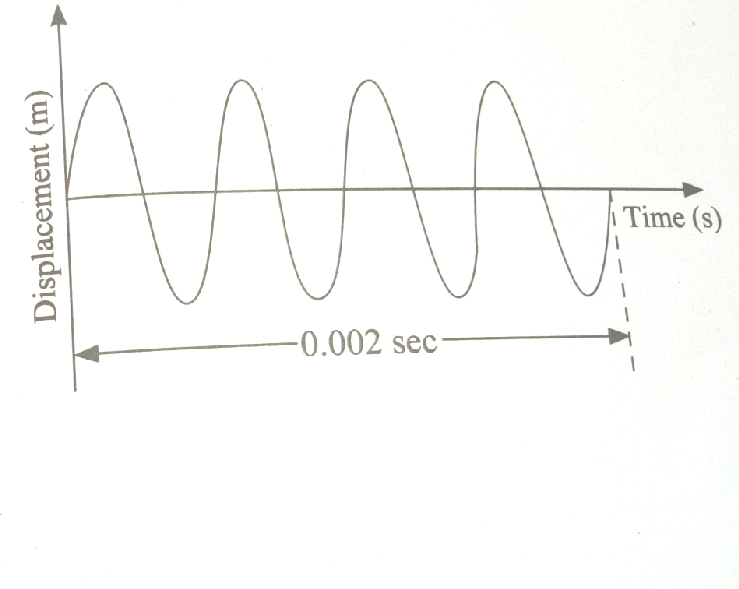 Displacement (m)
Time (s)
0.002 sec